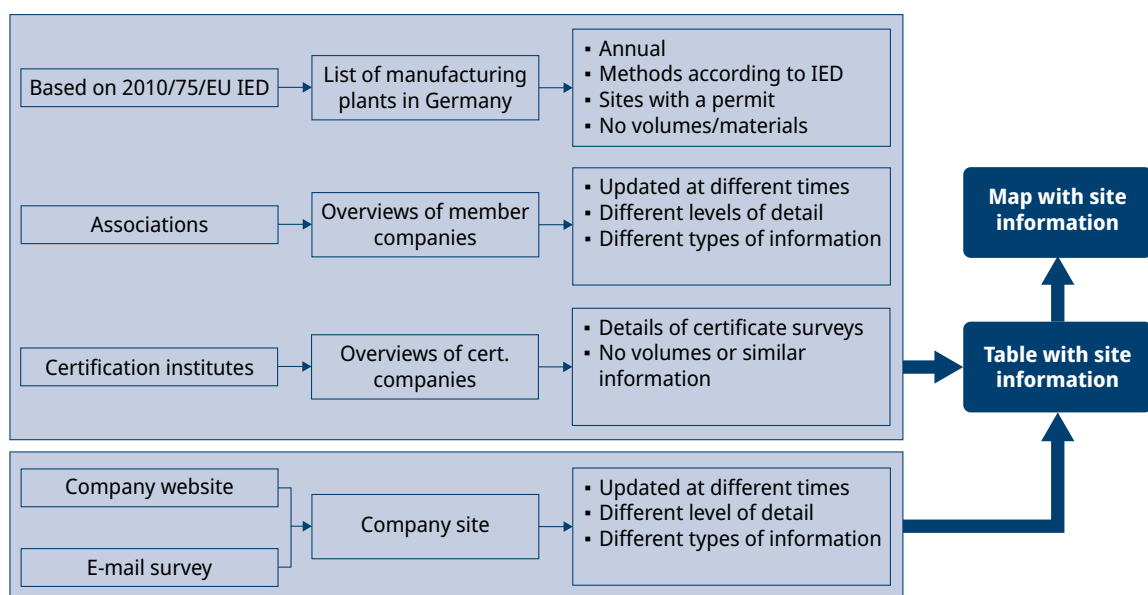 Based on 2010/75/EU IED
List of manufacturing
plants in Germany
▪ Annual
▪ Methods according to IED
▪ Sites with a permit
▪ No volumes/materials
Associations
Overviews of member
companies
▪ Updated at different times
▪ Different levels of detail
▪ Different types of information
Certification institutes
Overviews of cert.
companies
▪ Details of certificate surveys
▪ No volumes or similar
information
Map with site
information
Table with site
information
Company website
E-mail survey
Company site
▪ Updated at different times
▪ Different level of detail
▪ Different types of information